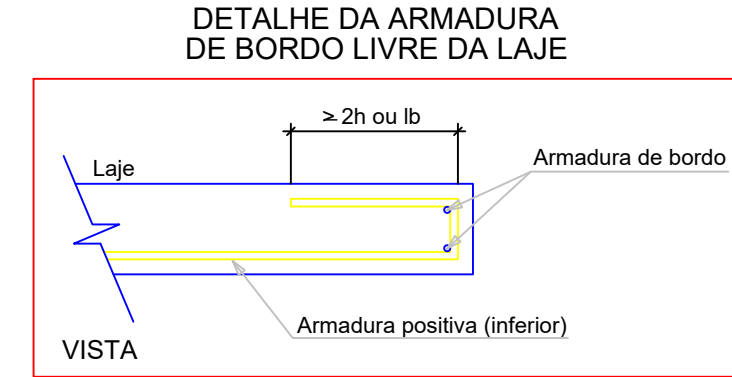 DETALHE DA ARMADURA
DE BORDO LIVRE DA LAJE
≥ 2h ou lb
Laje
Armadura de bordo
Armadura positiva (inferior)
VISTA